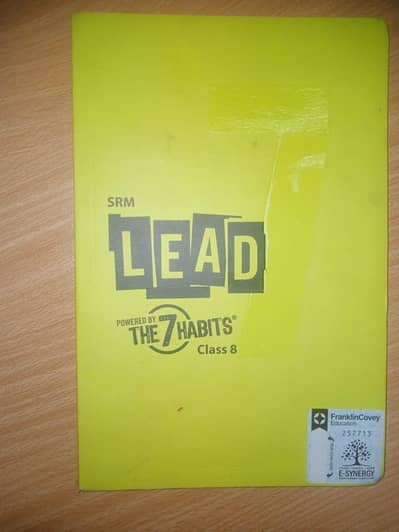 SRM
LEAD
POWERED BY
THE 7 HABITS®
Class 8
FranklinCovey
Education
257713
E-SYNERGY